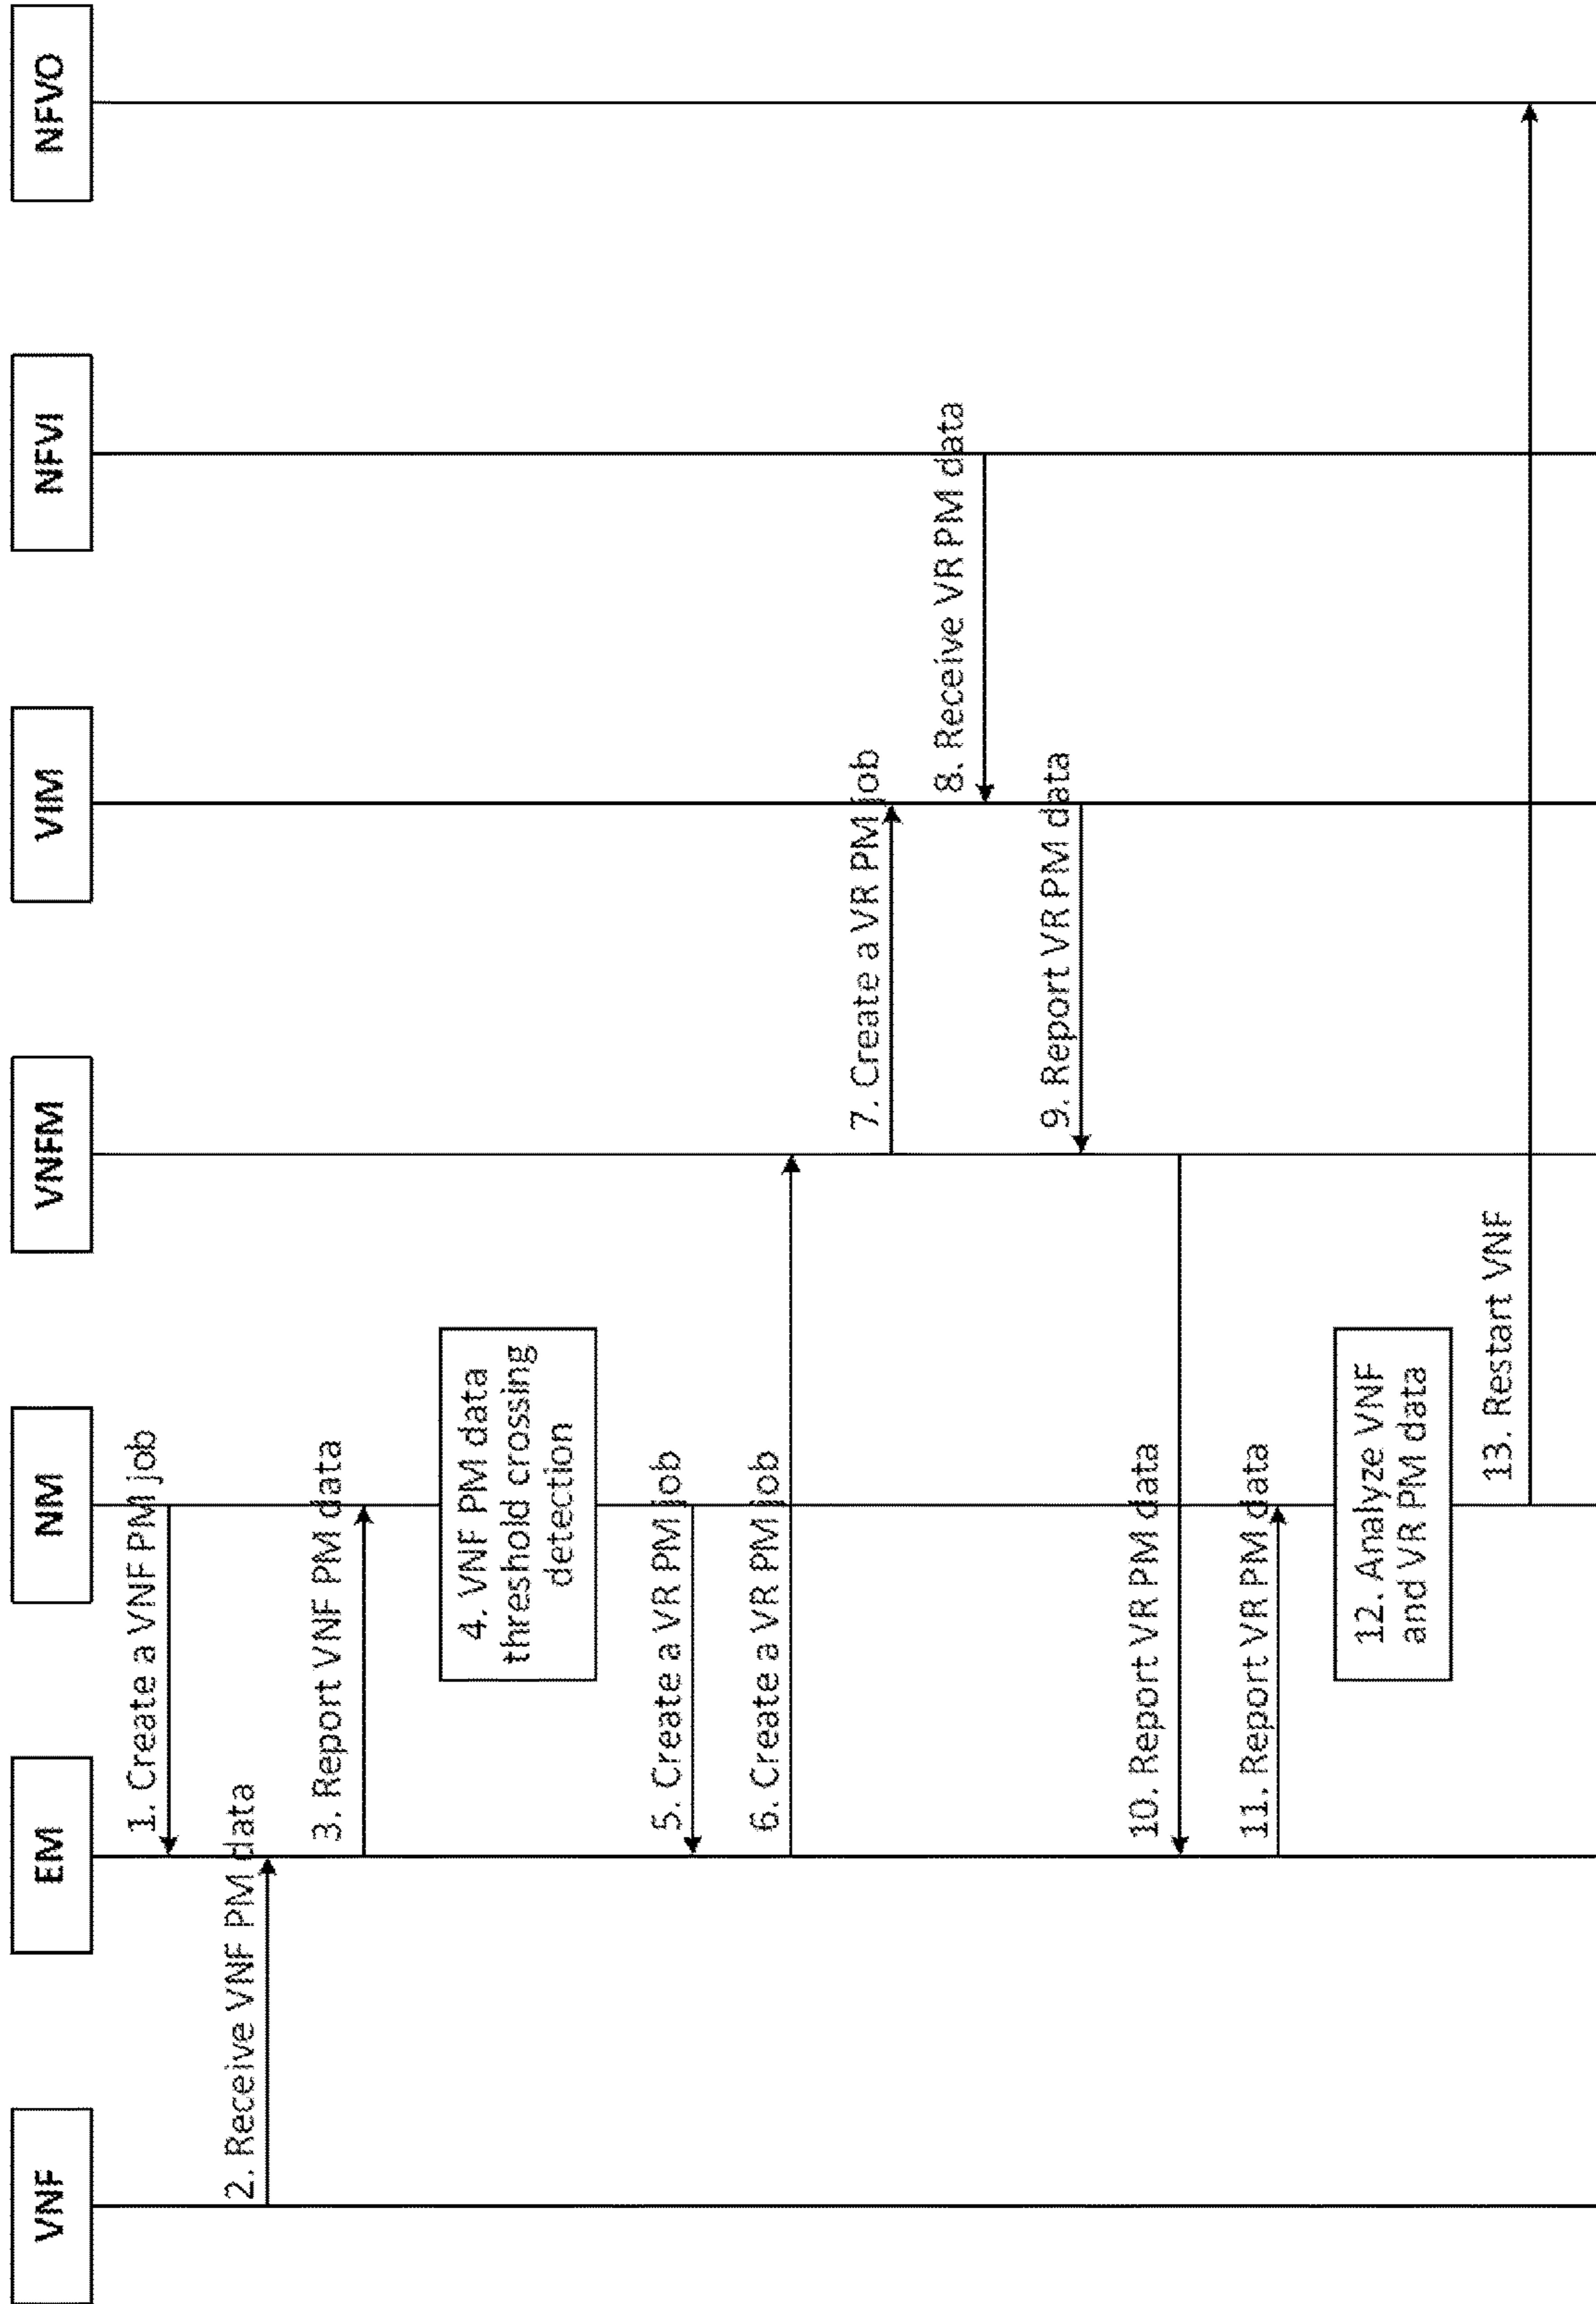 VNF
EM
NM
VNFM
VIM
NFVI
NFVO
1. Create a VNF PM job
2. Receive VNF PM data
3. Report VNF PM data
4. VNF PM data
threshold crossing
detection
5. Create a VR PM job
6. Create a VR PM job
7. Create a VR PM job
8. Receive VR PM data
9. Report VR PM data
10. Report VR PM data
11. Report VR PM data
12. Analyze VNF
and VR PM data
13. Restart VNF